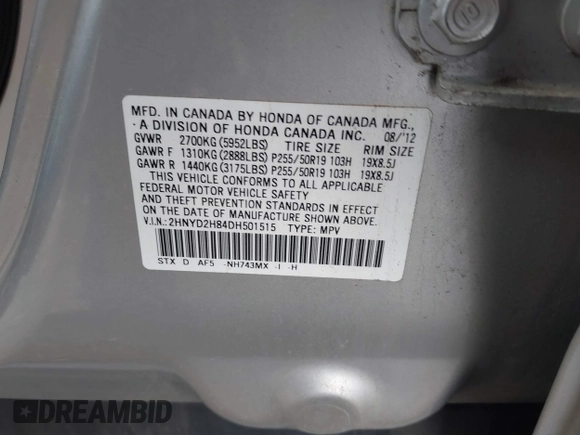 MFD. IN CANADA BY HONDA OF CANADA MFG.,
A DIVISION OF HONDA CANADA INC. 08/'12
GVWR 2700KG (5952LBS) TIRE SIZE RIM SIZE
GAWR F 1310KG (2888LBS) P255/50R19 103H 19X8.5J
GAWR R 1440KG (3175LBS) P255/50R19 103H 19X8.5J
THIS VEHICLE CONFORMS TO ALL APPLICABLE
FEDERAL MOTOR VEHICLE SAFETY
AND THEFT PREVENTION STANDARDS IN EFFECT
ON THE DATE OF MANUFACTURE SHOWN ABOVE.
V.I.N.: 2HNYD2H84DH501515 TYPE: MPV
STX D AF5 -NH743MX -I -H
DREAMBID